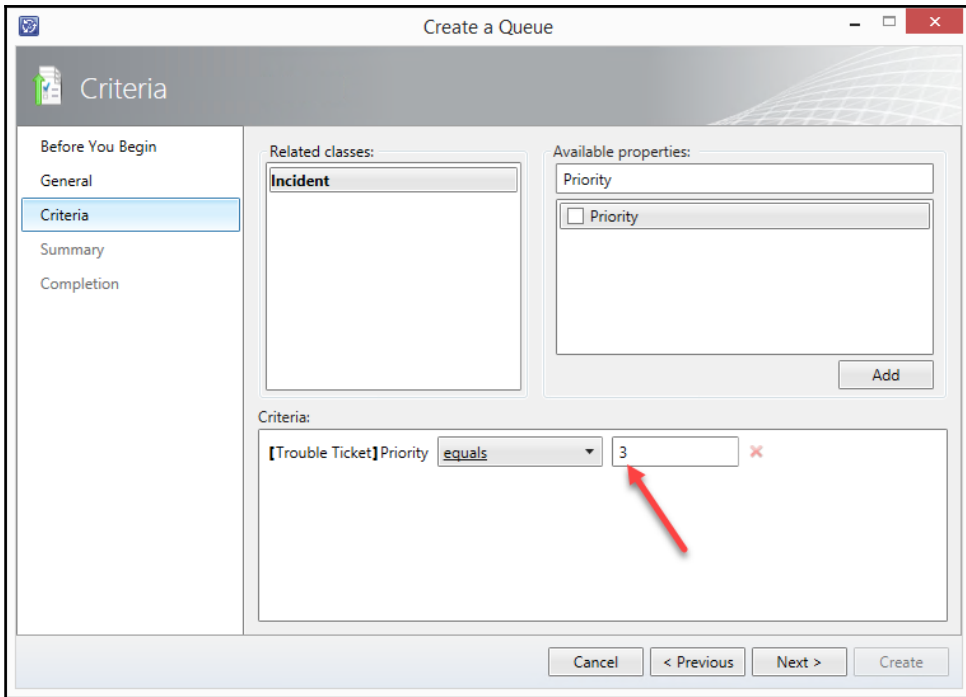 Create a Queue
Criteria
Before You Begin
General
Criteria
Summary
Completion
Related classes:
Incident
Available properties:
Priority
Priority
Add
Criteria:
[Trouble Ticket] Priority equals 3
Cancel
< Previous
Next >
Create